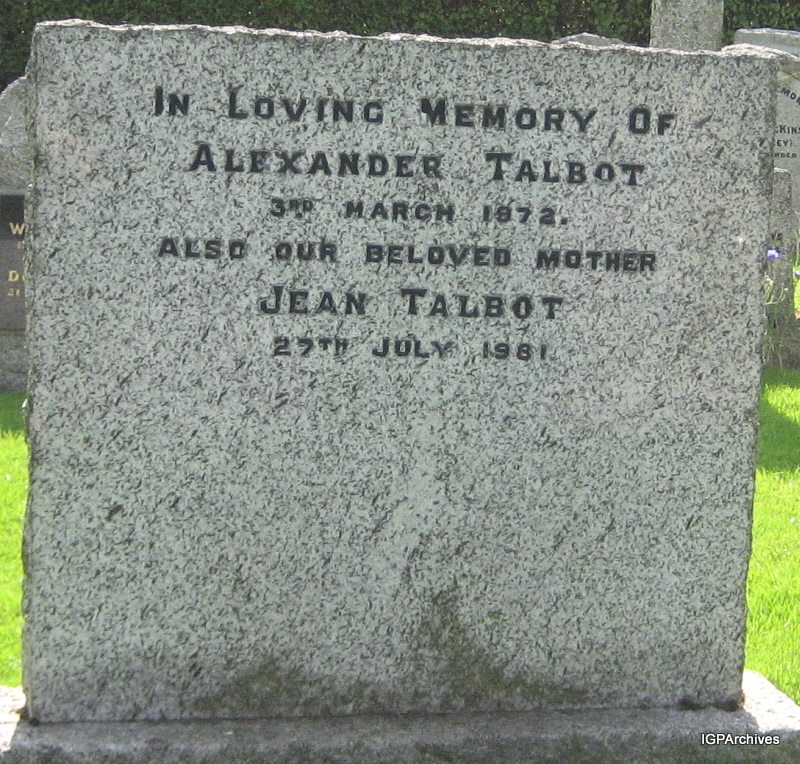 IN LOVING MEMORY OF
ALEXANDER TALBOT
3RD MARCH 1972.
ALSO OUR BELOVED MOTHER
JEAN TALBOT
27TH JULY 1981
IGPArchives